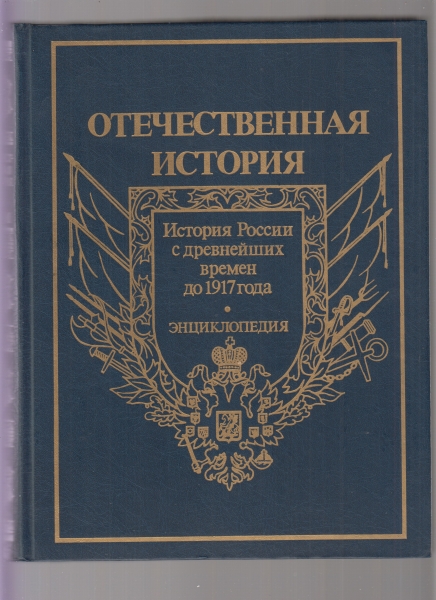 ОТЕЧЕСТВЕННАЯ
ИСТОРИЯ
История России
с древнейших
времен
до 1917 года
•
ЭНЦИКЛОПЕДИЯ